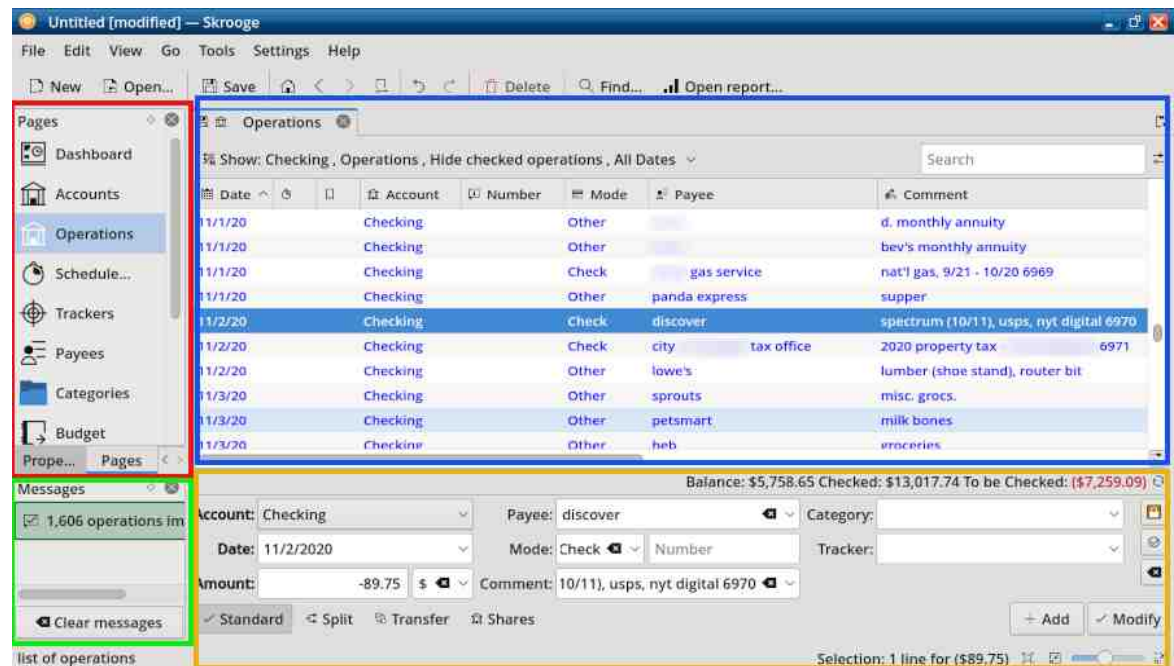 Untitled [modified] — Skrooge
File Edit View Go Tools Settings Help
New Open... Save Delete Find... Open report...
Pages
Dashboard
Accounts
Operations
Schedule...
Trackers
Payees
Categories
Budget
Prope... Pages
Messages
1,606 operations im
Clear messages
list of operations
Operations
Show: Checking , Operations , Hide checked operations , All Dates Search
Date Account Number Mode Payee Comment
11/1/20 Checking Other d. monthly annuity
11/1/20 Checking Other bev's monthly annuity
11/1/20 Checking Check gas service nat'l gas, 9/21 - 10/20 6969
11/1/20 Checking Other panda express supper
11/2/20 Checking Check discover spectrum (10/11), usps, nyt digital 6970
11/2/20 Checking Check city tax office 2020 property tax 6971
11/2/20 Checking Other lowe's lumber (shoe stand), router bit
11/3/20 Checking Other sprouts misc. grocs.
11/3/20 Checking Other petsmart milk bones
11/3/20 Checking Other heb groceries
Balance: $5,758.65 Checked: $13,017.74 To be Checked: ($7,259.09)
Account: Checking Payee: discover Category:
Date: 11/2/2020 Mode: Check Number Tracker:
Amount: -89.75 $ Comment: 10/11), usps, nyt digital 6970
Standard Split Transfer Shares Add Modify
Selection: 1 line for ($89.75)